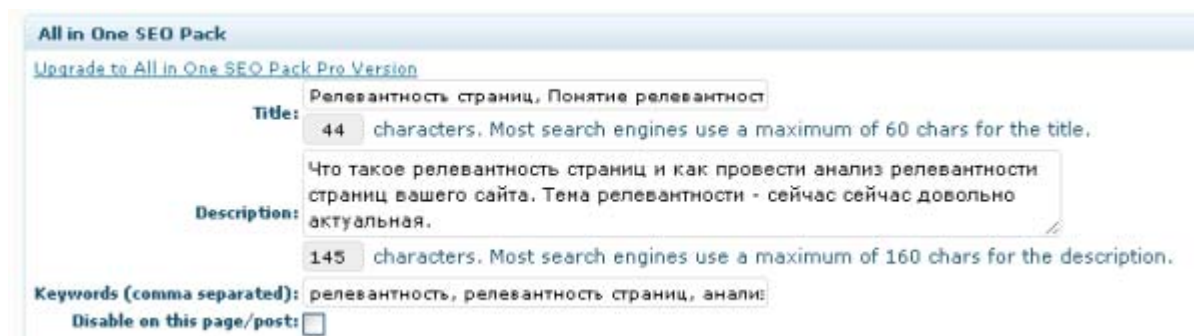 All in One SEO Pack
Upgrade to All in One SEO Pack Pro Version
Title: Релевантность страниц, Понятие релевантност
44 characters. Most search engines use a maximum of 60 chars for the title.
Что такое релевантность страниц и как провести анализ релевантности
страниц вашего сайта. Тема релевантности - сейчас сейчас довольно
Description: актуальная.
145 characters. Most search engines use a maximum of 160 chars for the description.
Keywords (comma separated): релевантность, релевантность страниц, анализ
Disable on this page/post: